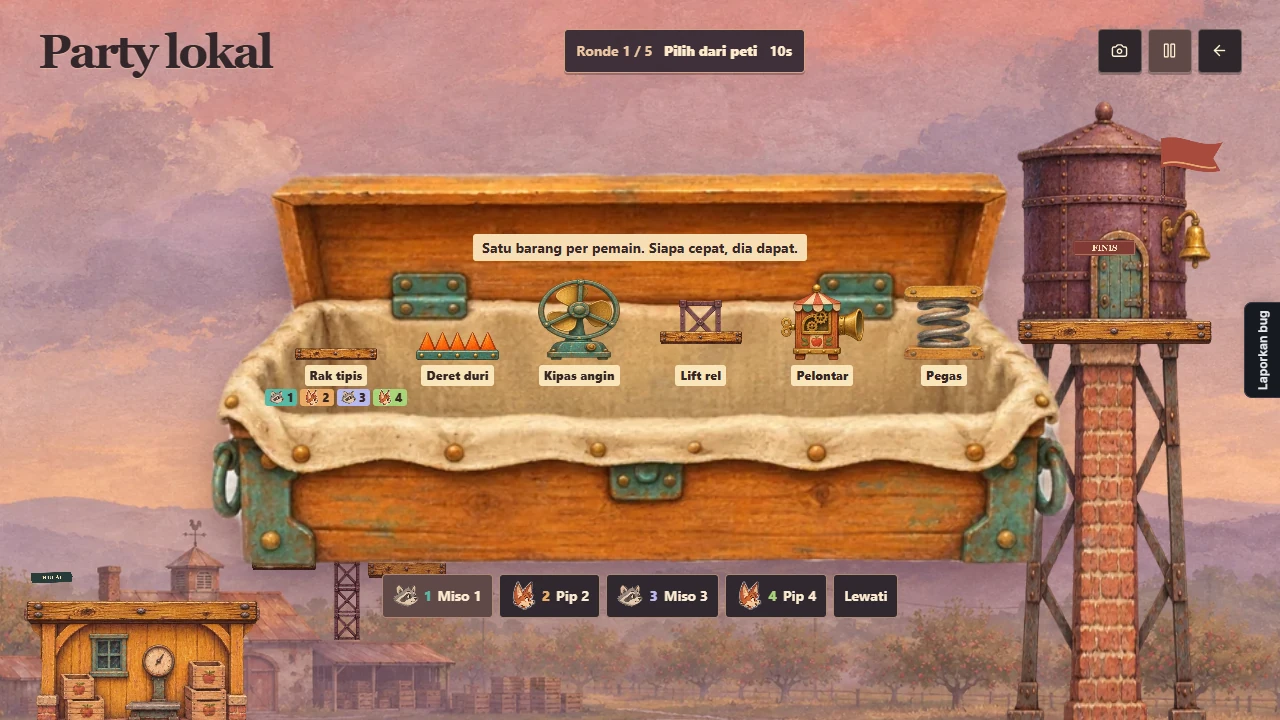 Party lokal
Ronde 1 / 5 Pilih dari peti 10s
FINIS
Satu barang per pemain. Siapa cepat, dia dapat.
Rak tipis
Deret duri
Kipas angin
Lift rel
Pelontar
Pegas
1 2 3 4
Laporkan bug
1 Miso 1
2 Pip 2
3 Miso 3
4 Pip 4
Lewati